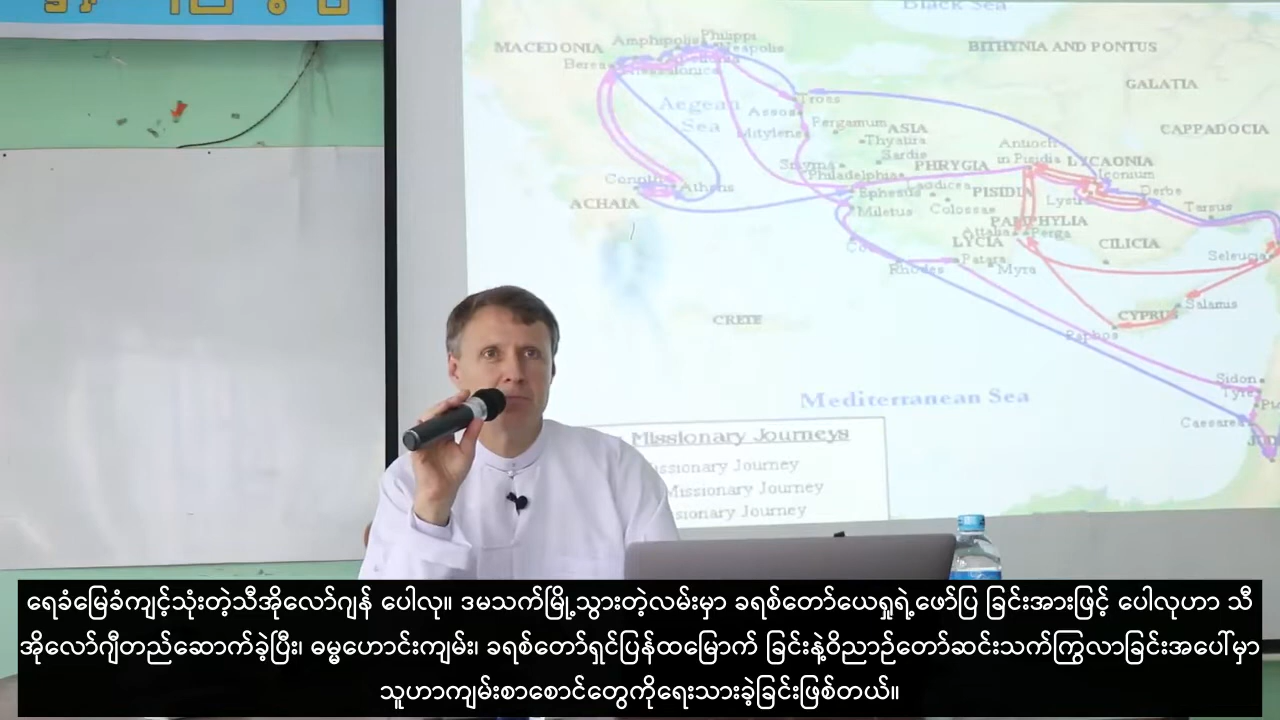 Black Sea
MACEDONIA
Amphipolis
Philippi
Neapolis
Berea
BITHYNIA AND PONTUS
GALATIA
Aegean
Sea
Troas
Assos
Pergamum
ASIA
CAPPADOCIA
Mitylene
Thyatira
Sardis
Antioch
in Pisidia
LYCAONIA
Smyrna
Philadelphia
PHRYGIA
Iconium
Corinth
Athens
Ephesus
Laodicea
PISIDIA
Lystra
Derbe
ACHAIA
Miletus
Colossae
Tarsus
PAMPHYLIA
Attalia
Perga
LYCIA
CILICIA
Patara
Rhodes
Myra
Seleucia
Salamis
CRETE
CYPRUS
Paphos
Sidon
Tyre
Mediterranean Sea
Caesarea
Missionary Journeys
Missionary Journey
Missionary Journey
Missionary Journey
ရေခံမြေခံကျင့်သုံးတဲ့သီအိုလော်ဂျန် ပေါလု။ ဒမသက်မြို့သွားတဲ့လမ်းမှာ ခရစ်တော်ယေရှုရဲ့ဖော်ပြ ခြင်းအားဖြင့် ပေါလုဟာ သီ
အိုလော်ဂျီတည်ဆောက်ခဲ့ပြီး၊ ဓမ္မဟောင်းကျမ်း၊ ခရစ်တော်ရှင်ပြန်ထမြောက် ခြင်းနဲ့ဝိညာဉ်တော်ဆင်းသက်ကြွလာခြင်းအပေါ်မှာ
သူဟာကျမ်းစာစောင်တွေကိုရေးသားခဲ့ခြင်းဖြစ်တယ်။